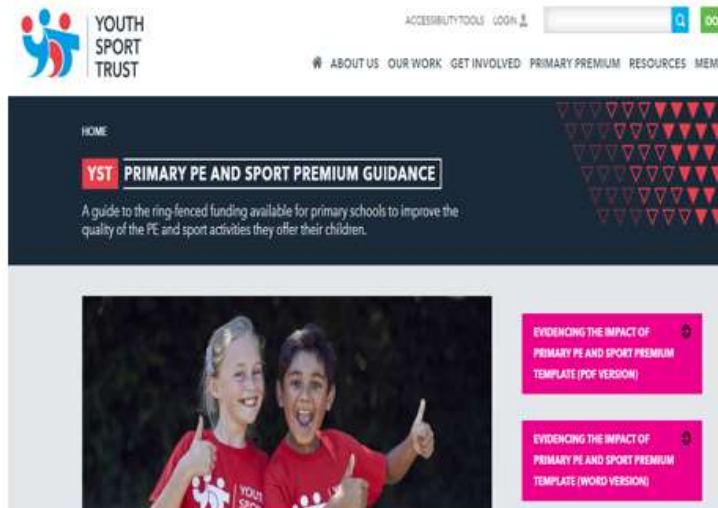 YOUTH
SPORT
TRUST
ACCESSIBILITY TOOLS LOGIN
DO
ABOUT US OUR WORK GET INVOLVED PRIMARY PREMIUM RESOURCES MEM
HOME
YST PRIMARY PE AND SPORT PREMIUM GUIDANCE
A guide to the ring-fenced funding available for primary schools to improve the
quality of the PE and sport activities they offer their children.
EVIDENCING THE IMPACT OF
PRIMARY PE AND SPORT PREMIUM
TEMPLATE (PDF VERSION)
EVIDENCING THE IMPACT OF
PRIMARY PE AND SPORT PREMIUM
TEMPLATE (WORD VERSION)